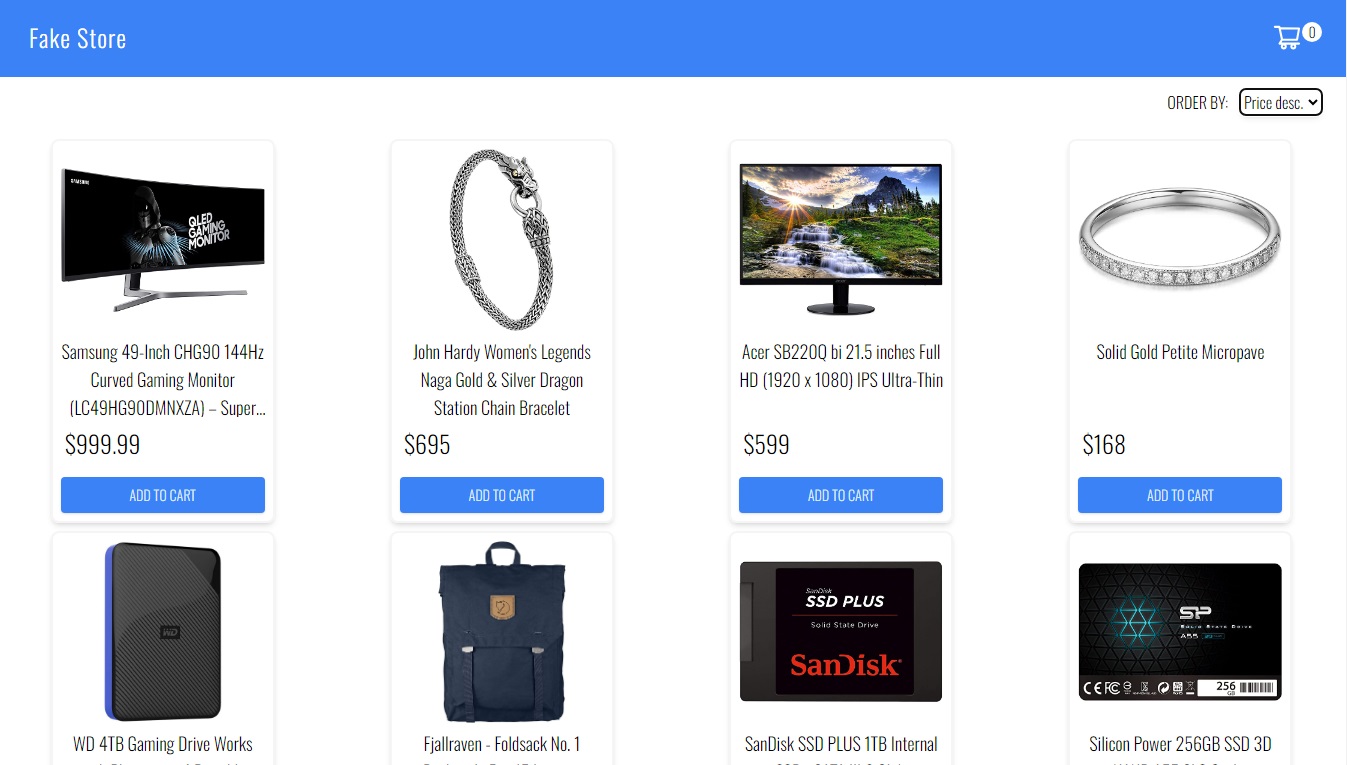 Fake Store
0
ORDER BY: Price desc.
SAMSUNG
QLED
GAMING
MONITOR
Samsung 49-Inch CHG90 144Hz
Curved Gaming Monitor
(LC49HG90DMNXZA) – Super...
$999.99
ADD TO CART
John Hardy Women's Legends
Naga Gold & Silver Dragon
Station Chain Bracelet
$695
ADD TO CART
acer
Acer SB220Q bi 21.5 inches Full
HD (1920 x 1080) IPS Ultra-Thin
$599
ADD TO CART
Solid Gold Petite Micropave
$168
ADD TO CART
WD
WD 4TB Gaming Drive Works
Fjallraven - Foldsack No. 1
SanDisk
SSD PLUS
Solid State Drive
SanDisk
SanDisk SSD PLUS 1TB Internal
SP
Solid State Drive
A55
256
GB
Silicon Power 256GB SSD 3D